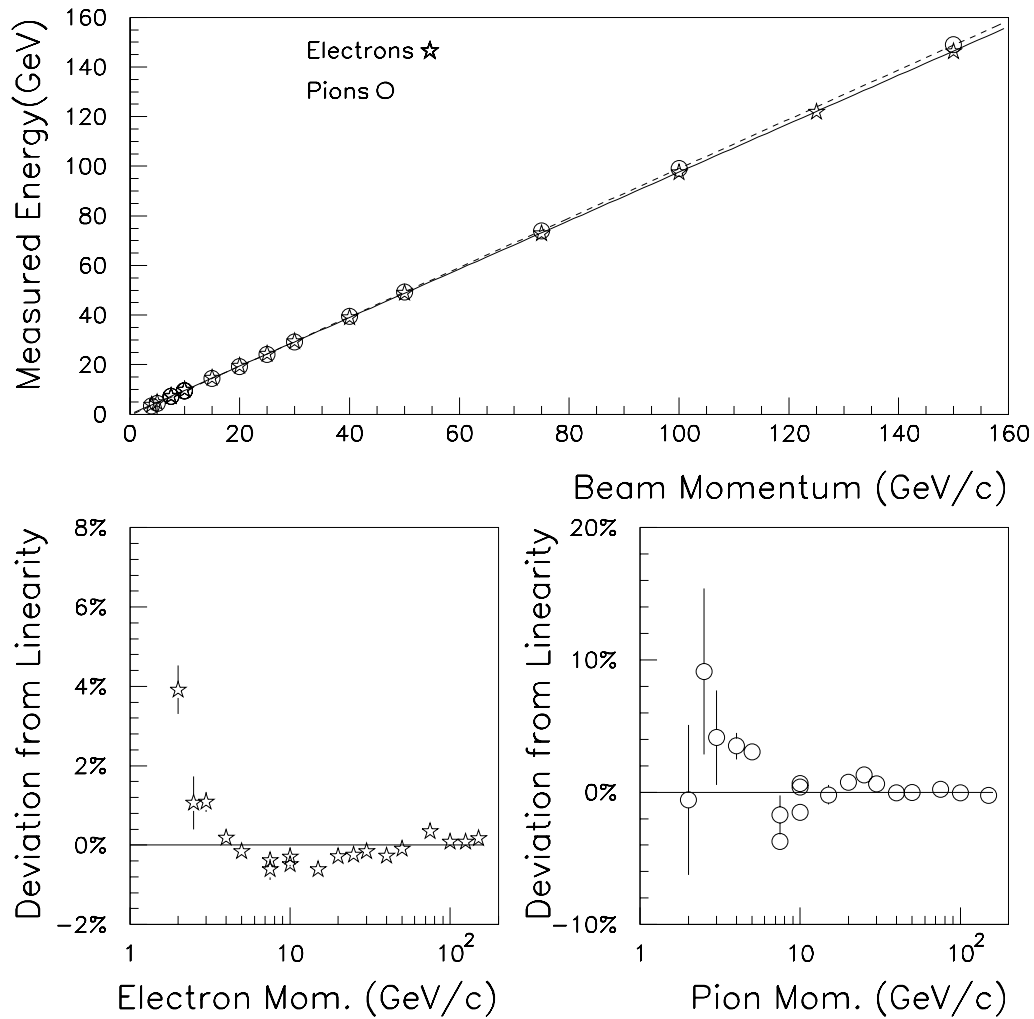 Measured Energy(GeV)
160
140
120
100
80
60
40
20
0
Electrons
Pions
0 20 40 60 80 100 120 140 160
Beam Momentum (GeV/c)
Deviation from Linearity
8%
6%
4%
2%
0%
-2%
1 10 10²
Electron Mom. (GeV/c)
Deviation from Linearity
20%
10%
0%
-10%
1 10 10²
Pion Mom. (GeV/c)